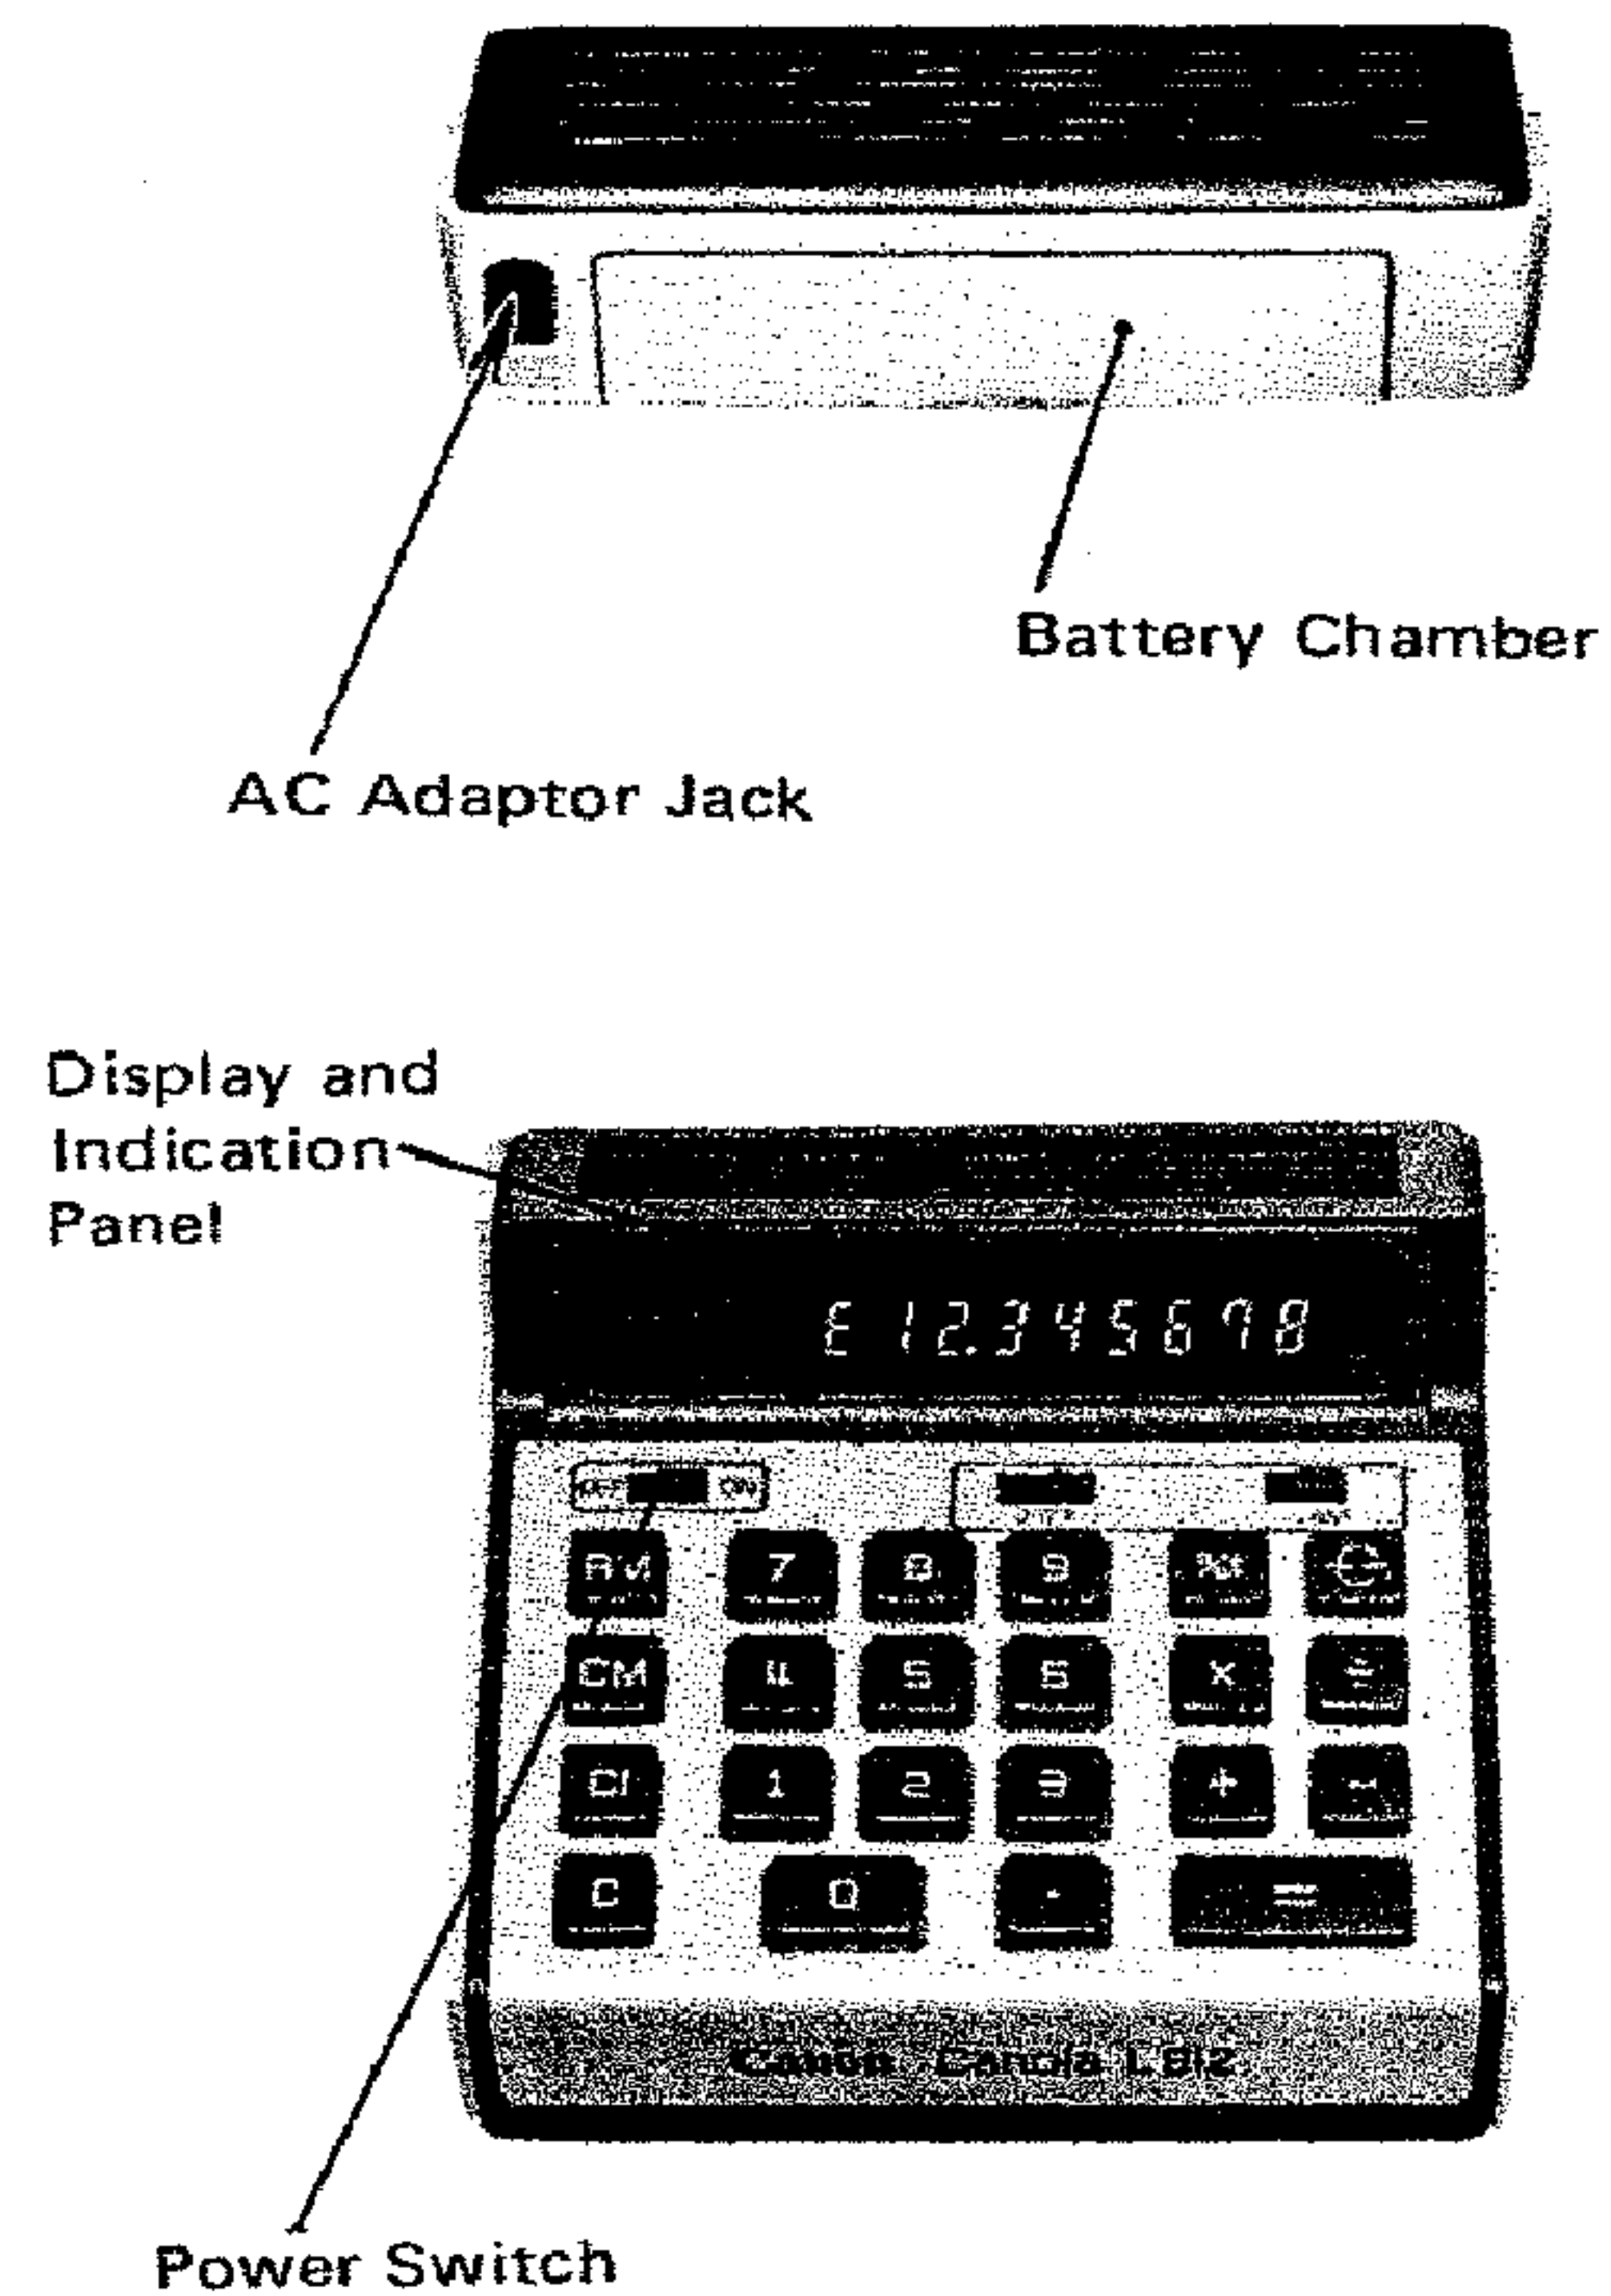 Battery Chamber
AC Adaptor Jack
Display and
Indication
Panel
E 12.345678
ON
RM 7 8 9
CM 4 5 6 X ÷
CI 1 2 3 + -
C 0 . =
Canon Canola L812
Power Switch